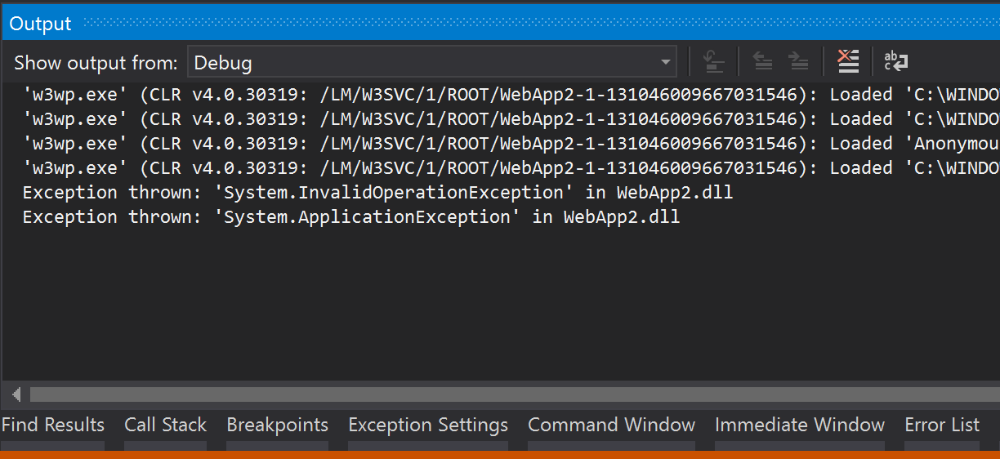 Output
Show output from: Debug
abc
'w3wp.exe' (CLR v4.0.30319: /LM/W3SVC/1/ROOT/WebApp2-1-131046009667031546): Loaded 'C:\WINDO
'w3wp.exe' (CLR v4.0.30319: /LM/W3SVC/1/ROOT/WebApp2-1-131046009667031546): Loaded 'C:\WINDO
'w3wp.exe' (CLR v4.0.30319: /LM/W3SVC/1/ROOT/WebApp2-1-131046009667031546): Loaded 'Anonymou
'w3wp.exe' (CLR v4.0.30319: /LM/W3SVC/1/ROOT/WebApp2-1-131046009667031546): Loaded 'C:\WINDO
Exception thrown: 'System.InvalidOperationException' in WebApp2.dll
Exception thrown: 'System.ApplicationException' in WebApp2.dll
Find Results Call Stack Breakpoints Exception Settings Command Window Immediate Window Error List